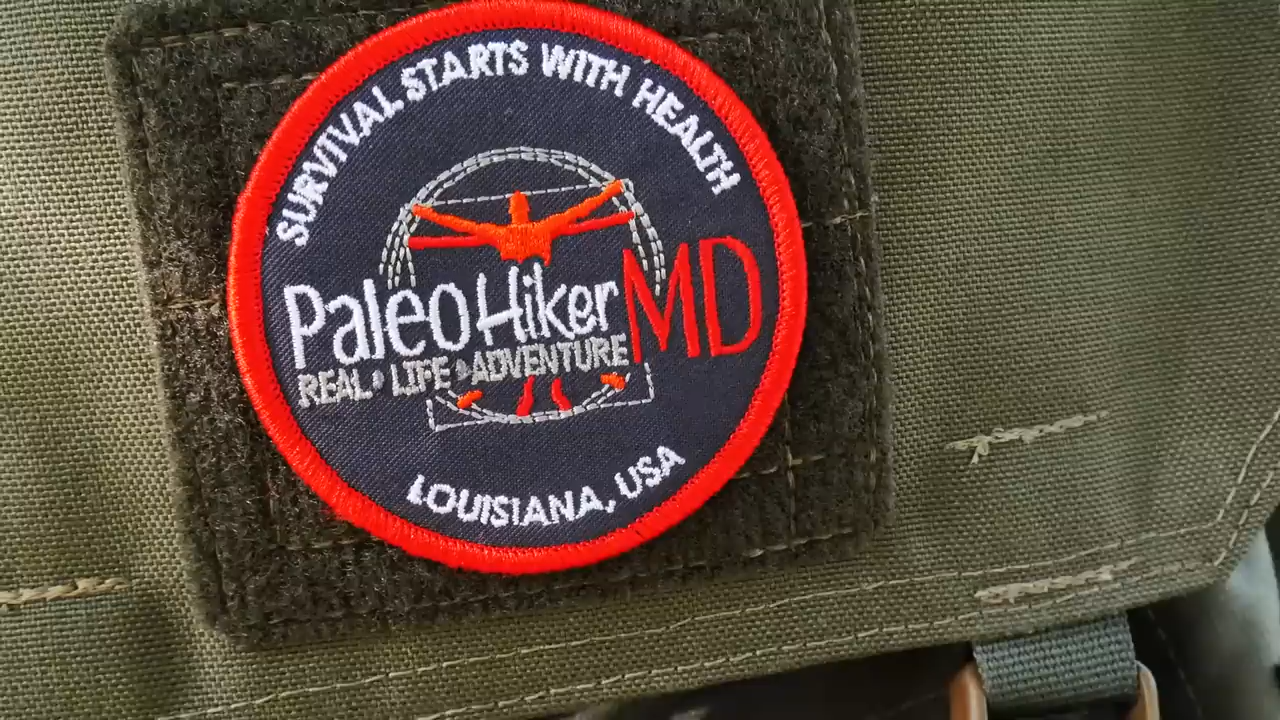 SURVIVAL STARTS WITH HEALTH
PaleoHikerMD
REAL • LIFE • ADVENTURE
LOUISIANA, USA